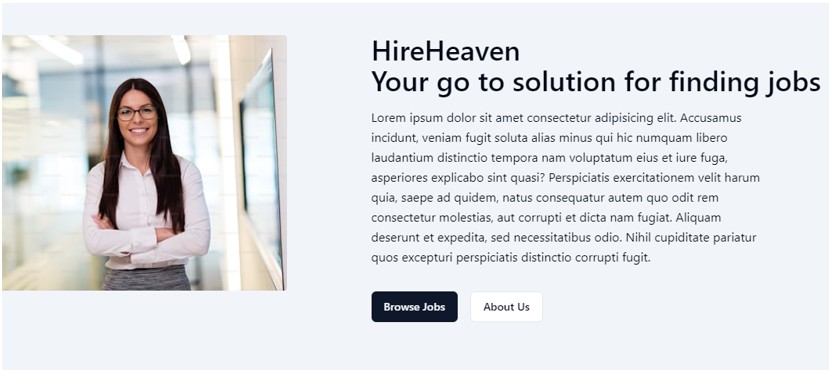 HireHeaven
Your go to solution for finding jobs
Lorem ipsum dolor sit amet consectetur adipisicing elit. Accusamus
incidunt, veniam fugit soluta alias minus qui hic numquam libero
laudantium distinctio tempora nam voluptatum eius et iure fuga,
asperiores explicabo sint quasi? Perspiciatis exercitationem velit harum
quia, saepe ad quidem, natus consequatur autem quo odit rem
consectetur molestias, aut corrupti et dicta nam fugiat. Aliquam
deserunt et expedita, sed necessitatibus odio. Nihil cupiditate pariatur
quos excepturi perspiciatis distinctio corrupti fugit.
Browse Jobs
About Us